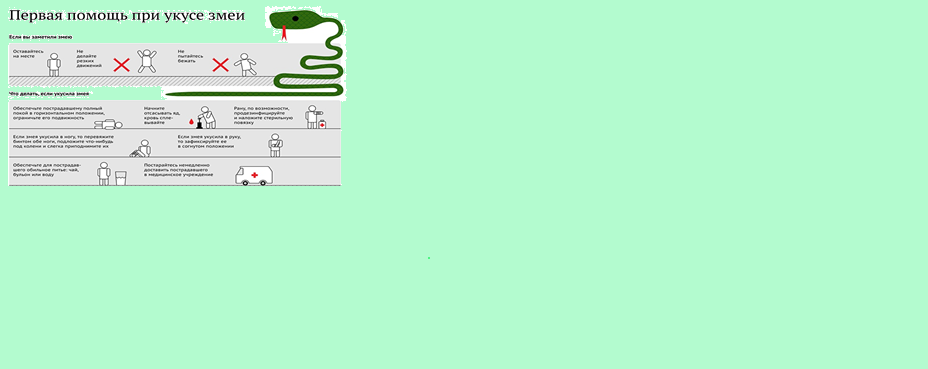 Первая помощь при укусе змеи
Если вы заметили змею
Оставайтесь
на месте
Не
делайте
резких
движений
Не
пытайтесь
бежать
Что делать, если укусила змея
Обеспечьте пострадавшему полный
покой в горизонтальном положении,
ограничьте его подвижность
Начните
отсасывать яд,
кровь спле-
вывайте
Рану, по возможности,
продезинфицируйте
и наложите стерильную
повязку
Если змея укусила в ногу, то перевяжите
бинтом обе ноги, подложите что-нибудь
под колени и слегка приподнимите их
Если змея укусила в руку,
то зафиксируйте ее
в согнутом положении
Обеспечьте для пострадав-
шего обильное питье: чай,
бульон или воду
Постарайтесь немедленно
доставить пострадавшего
в медицинское учреждение